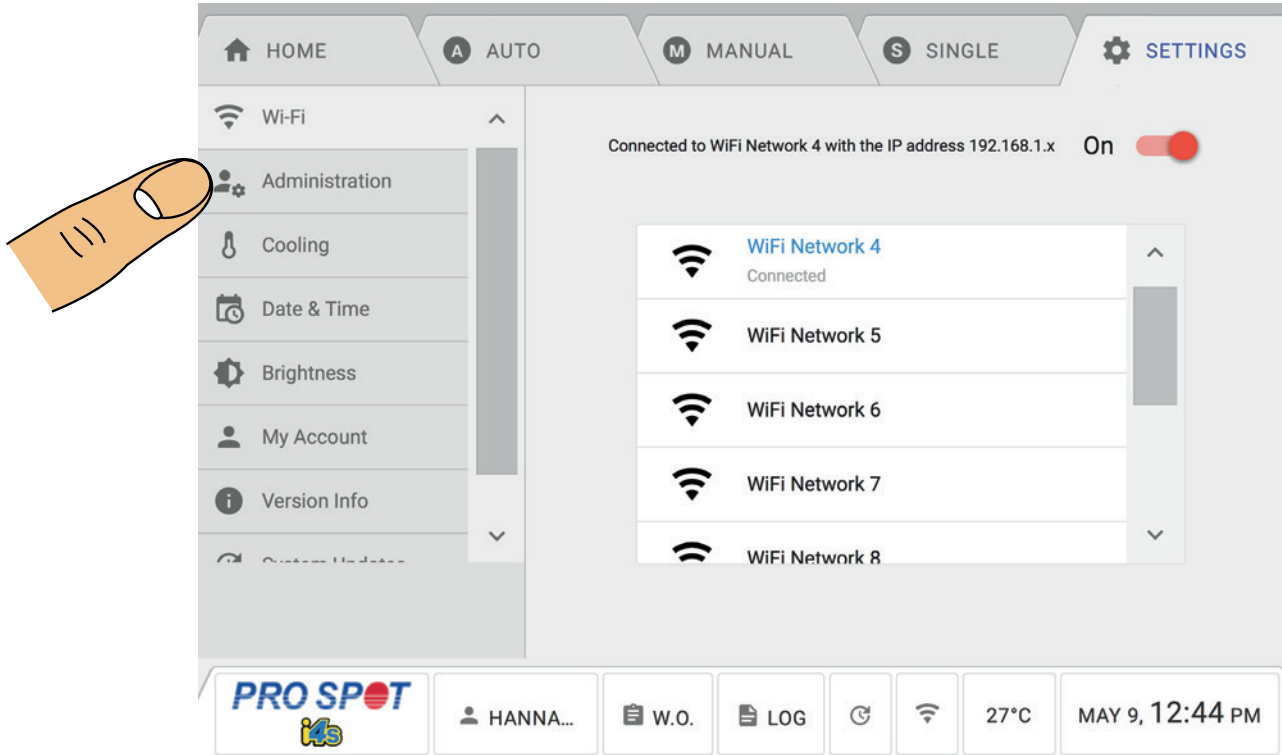 HOME
A AUTO
M MANUAL
S SINGLE
SETTINGS
Wi-Fi
Administration
Cooling
Date & Time
Brightness
My Account
Version Info
System Updates
Connected to WiFi Network 4 with the IP address 192.168.1.x
On
WiFi Network 4
Connected
WiFi Network 5
WiFi Network 6
WiFi Network 7
WiFi Network 8
PRO SPOT
i4s
HANNA...
W.O.
LOG
27°C
MAY 9, 12:44 PM